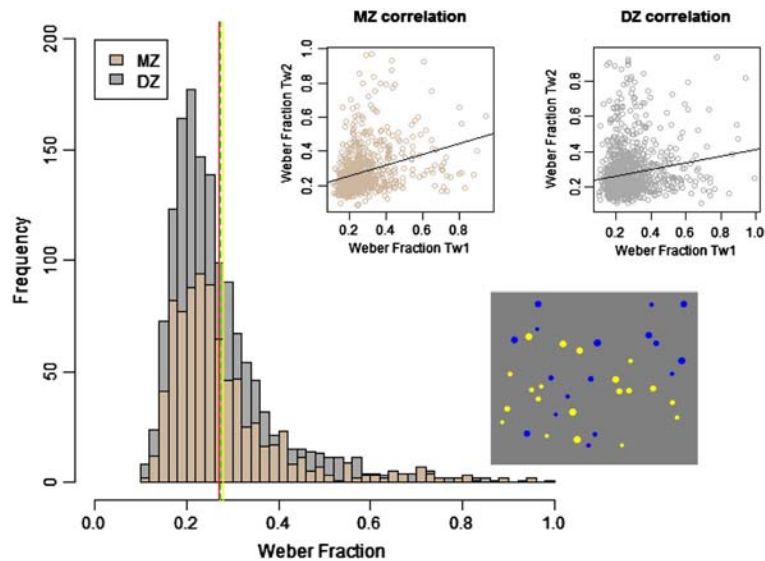 MZ correlation
DZ correlation
200
150
100
50
0
Frequency
MZ
DZ
1.0
0.8
0.6
0.4
0.2
Weber Fraction Tw2
0.2 0.4 0.6 0.8
Weber Fraction Tw1
1.0
0.8
0.6
0.4
0.2
Weber Fraction Tw2
0.2 0.4 0.6 0.8 1.0
Weber Fraction Tw1
0.0 0.2 0.4 0.6 0.8 1.0
Weber Fraction